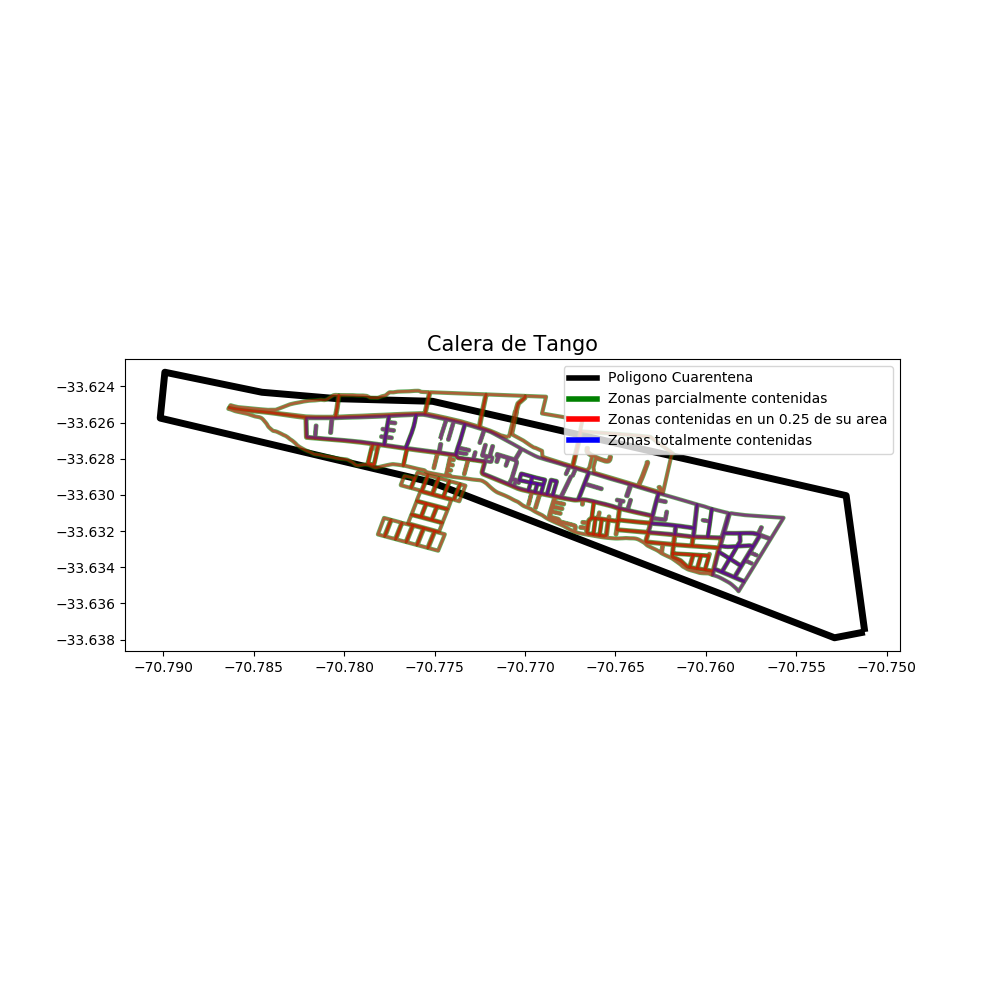 Calera de Tango
Poligono Cuarentena
Zonas parcialmente contenidas
Zonas contenidas en un 0.25 de su area
Zonas totalmente contenidas
−33.624
−33.626
−33.628
−33.630
−33.632
−33.634
−33.636
−33.638
−70.790 −70.785 −70.780 −70.775 −70.770 −70.765 −70.760 −70.755 −70.750